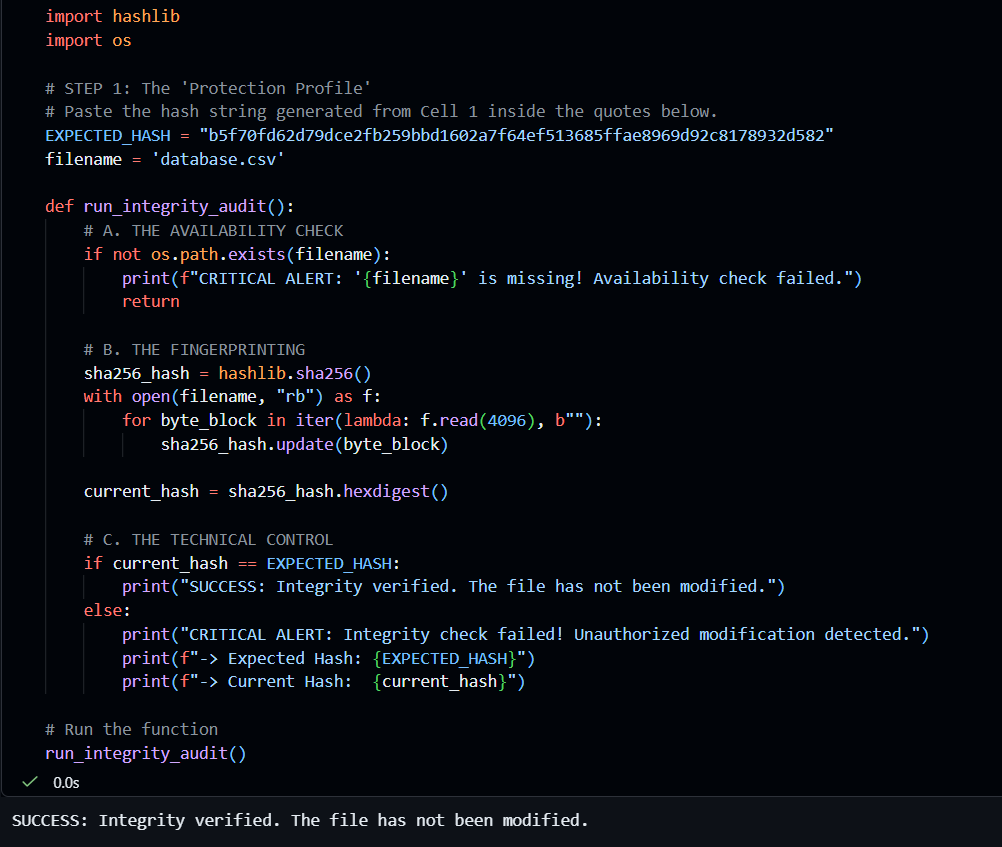 import hashlib
import os
# STEP 1: The 'Protection Profile'
# Paste the hash string generated from Cell 1 inside the quotes below.
EXPECTED_HASH = "b5f70fd62d79dce2fb259bbd1602a7f64ef513685ffae8969d92c8178932d582"
filename = 'database.csv'
def run_integrity_audit():
    # A. THE AVAILABILITY CHECK
    if not os.path.exists(filename):
        print(f"CRITICAL ALERT: '{filename}' is missing! Availability check failed.")
        return
    # B. THE FINGERPRINTING
    sha256_hash = hashlib.sha256()
    with open(filename, "rb") as f:
        for byte_block in iter(lambda: f.read(4096), b""):
            sha256_hash.update(byte_block)
    current_hash = sha256_hash.hexdigest()
    # C. THE TECHNICAL CONTROL
    if current_hash == EXPECTED_HASH:
        print("SUCCESS: Integrity verified. The file has not been modified.")
    else:
        print("CRITICAL ALERT: Integrity check failed! Unauthorized modification detected.")
        print(f"-> Expected Hash: {EXPECTED_HASH}")
        print(f"-> Current Hash:  {current_hash}")
# Run the function
run_integrity_audit()
0.0s
SUCCESS: Integrity verified. The file has not been modified.